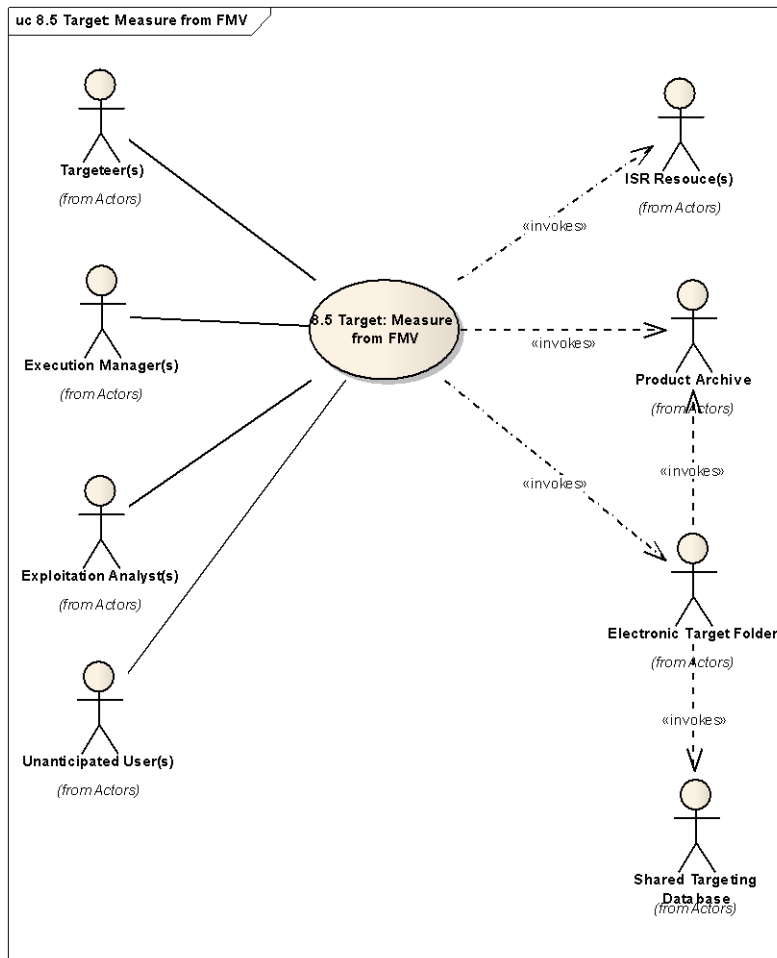 uc 8.5 Target: Measure from FMV
Targeteer(s)
(from Actors)
ISR Resouce(s)
(from Actors)
«invokes»
8.5 Target: Measure
from FMV
«invokes»
Execution Manager(s)
(from Actors)
Product Archive
(from Actors)
«invokes»
«invokes»
Exploitation Analyst(s)
(from Actors)
Electronic Target Folder
(from Actors)
«invokes»
Unanticipated User(s)
(from Actors)
Shared Targeting
Database
(from Actors)